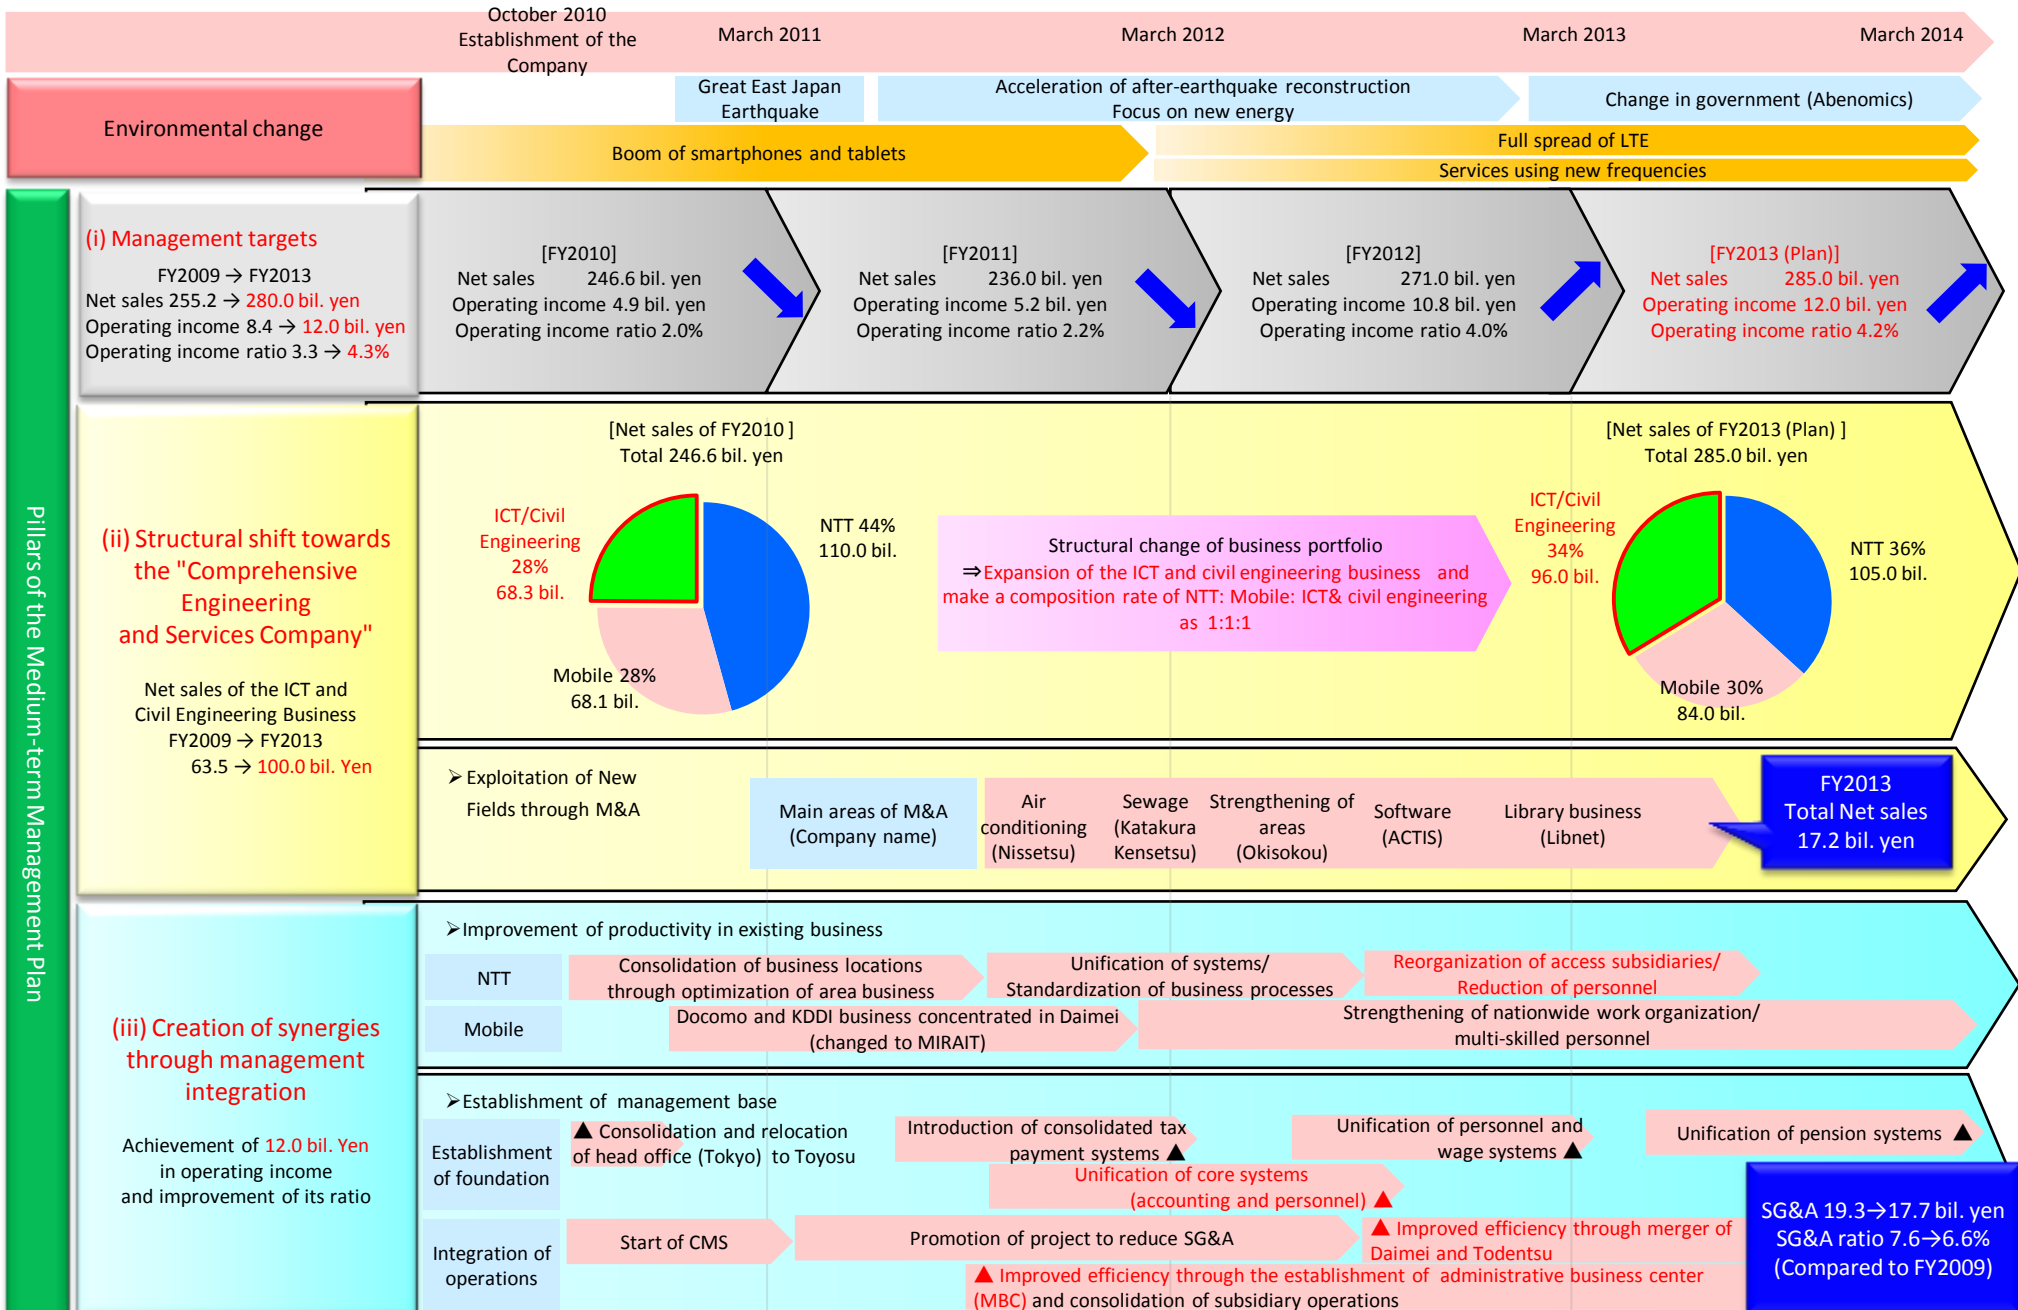 October 2010
Establishment of the
Company
March 2011
March 2012
March 2013
March 2014
Environmental change
Great East Japan
Earthquake
Acceleration of after-earthquake reconstruction
Focus on new energy
Change in government (Abenomics)
Boom of smartphones and tablets
Full spread of LTE
Services using new frequencies
Pillars of the Medium-term Management Plan
(i) Management targets
FY2009 → FY2013
Net sales 255.2 → 280.0 bil. yen
Operating income 8.4 → 12.0 bil. yen
Operating income ratio 3.3 → 4.3%
[FY2010]
Net sales 246.6 bil. yen
Operating income 4.9 bil. yen
Operating income ratio 2.0%
[FY2011]
Net sales 236.0 bil. yen
Operating income 5.2 bil. yen
Operating income ratio 2.2%
[FY2012]
Net sales 271.0 bil. yen
Operating income 10.8 bil. yen
Operating income ratio 4.0%
[FY2013 (Plan)]
Net sales 285.0 bil. yen
Operating income 12.0 bil. yen
Operating income ratio 4.2%
(ii) Structural shift towards
the "Comprehensive
Engineering
and Services Company"
Net sales of the ICT and
Civil Engineering Business
FY2009 → FY2013
63.5 → 100.0 bil. Yen
[Net sales of FY2010 ]
Total 246.6 bil. yen
ICT/Civil
Engineering
28%
68.3 bil.
NTT 44%
110.0 bil.
Mobile 28%
68.1 bil.
Structural change of business portfolio
⇒Expansion of the ICT and civil engineering business and
make a composition rate of NTT: Mobile: ICT& civil engineering
as 1:1:1
[Net sales of FY2013 (Plan) ]
Total 285.0 bil. yen
ICT/Civil
Engineering
34%
96.0 bil.
NTT 36%
105.0 bil.
Mobile 30%
84.0 bil.
➢Exploitation of New
Fields through M&A
Main areas of M&A
(Company name)
Air
conditioning
(Nissetsu)
Sewage
(Katakura
Kensetsu)
Strengthening of
areas
(Okisokou)
Software
(ACTIS)
Library business
(Libnet)
FY2013
Total Net sales
17.2 bil. yen
(iii) Creation of synergies
through management
integration
Achievement of 12.0 bil. Yen
in operating income
and improvement of its ratio
➢Improvement of productivity in existing business
NTT
Consolidation of business locations
through optimization of area business
Unification of systems/
Standardization of business processes
Reorganization of access subsidiaries/
Reduction of personnel
Mobile
Docomo and KDDI business concentrated in Daimei
(changed to MIRAIT)
Strengthening of nationwide work organization/
multi-skilled personnel
➢Establishment of management base
Establishment
of foundation
▲ Consolidation and relocation
of head office (Tokyo) to Toyosu
Introduction of consolidated tax
payment systems ▲
Unification of personnel and
wage systems ▲
Unification of pension systems ▲
Unification of core systems
(accounting and personnel) ▲
Integration of
operations
Start of CMS
Promotion of project to reduce SG&A
▲ Improved efficiency through merger of
Daimei and Todentsu
▲ Improved efficiency through the establishment of administrative business center
(MBC) and consolidation of subsidiary operations
SG&A 19.3→17.7 bil. yen
SG&A ratio 7.6→6.6%
(Compared to FY2009)